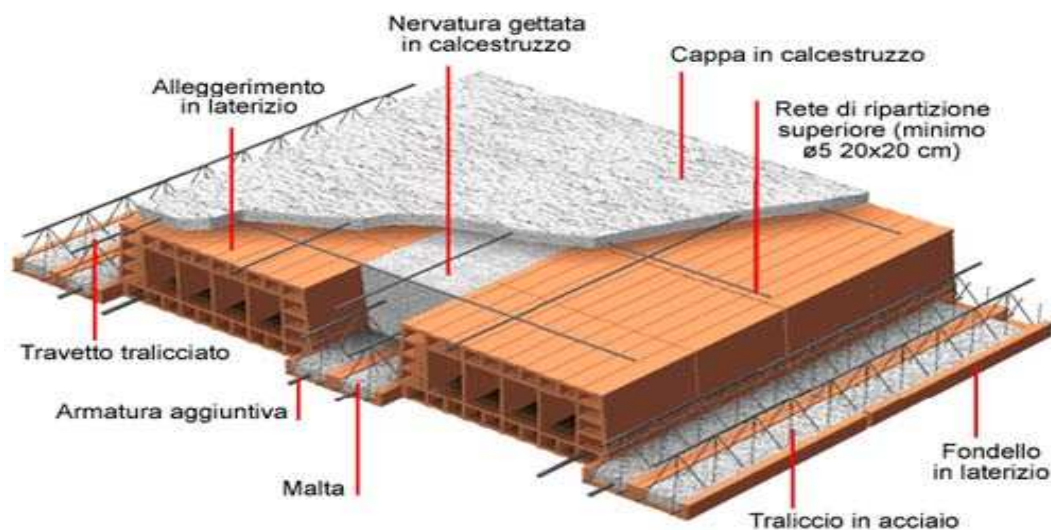 Nervatura gettata
in calcestruzzo
Cappa in calcestruzzo
Alleggerimento
in laterizio
Rete di ripartizione
superiore (minimo
ø5 20x20 cm)
Travetto tralicciato
Armatura aggiuntiva
Malta
Fondello
in laterizio
Traliccio in acciaio